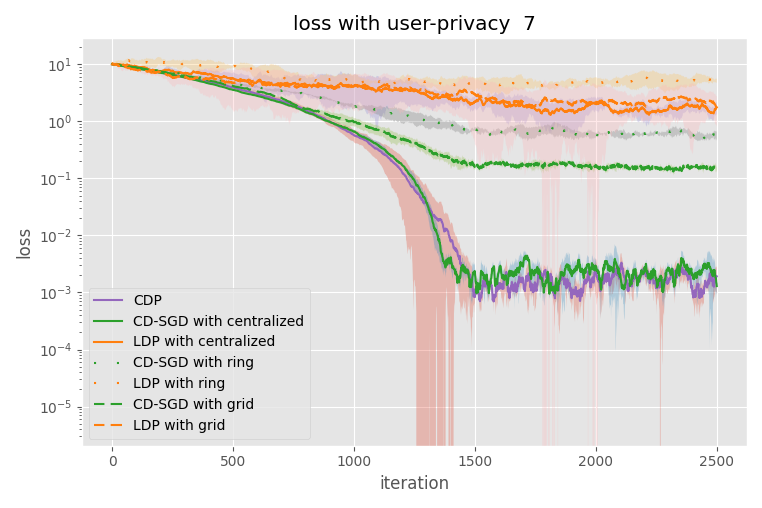 loss with user-privacy  7
loss
10¹
10⁰
10⁻¹
10⁻²
10⁻³
10⁻⁴
10⁻⁵
CDP
CD-SGD with centralized
LDP with centralized
CD-SGD with ring
LDP with ring
CD-SGD with grid
LDP with grid
0 500 1000 1500 2000 2500
iteration